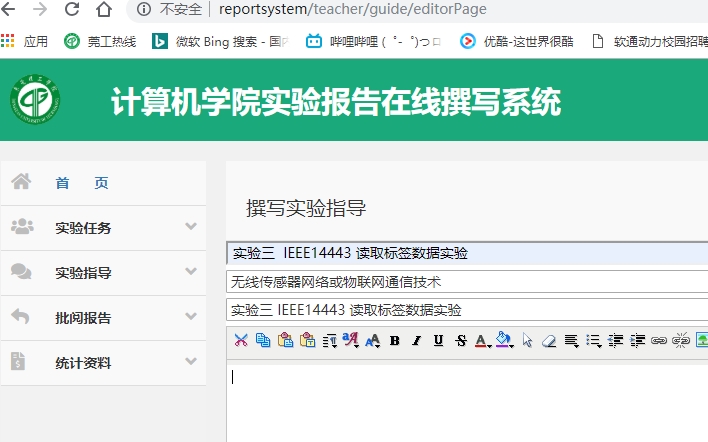 不安全 | reportsystem/teacher/guide/editorPage
应用 莞工热线 微软 Bing 搜索 - 国内 哔哩哔哩 ( ゜- ゜)つロ 优酷-这世界很酷 软通动力校园招聘
计算机学院实验报告在线撰写系统
首 页
实验任务
实验指导
批阅报告
统计资料
撰写实验指导
实验三 IEEE14443 读取标签数据实验
无线传感器网络或物联网通信技术
实验三 IEEE14443 读取标签数据实验